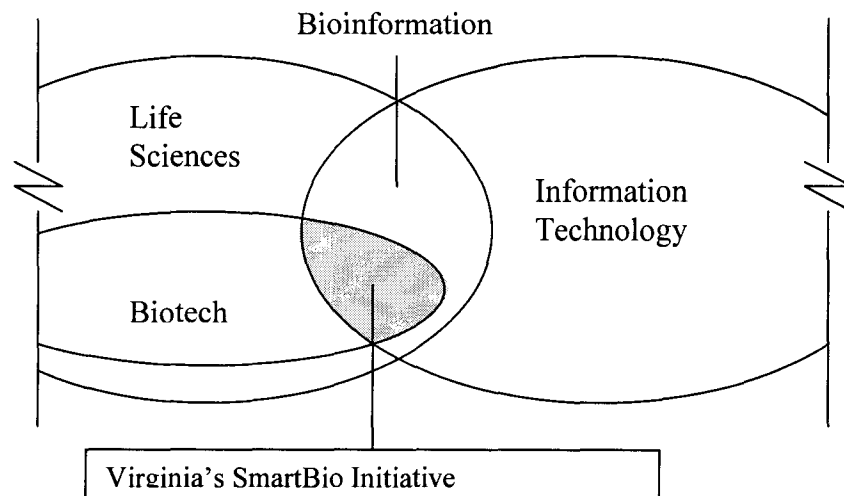 Bioinformation
Life
Sciences
Information
Technology
Biotech
Virginia's SmartBio Initiative